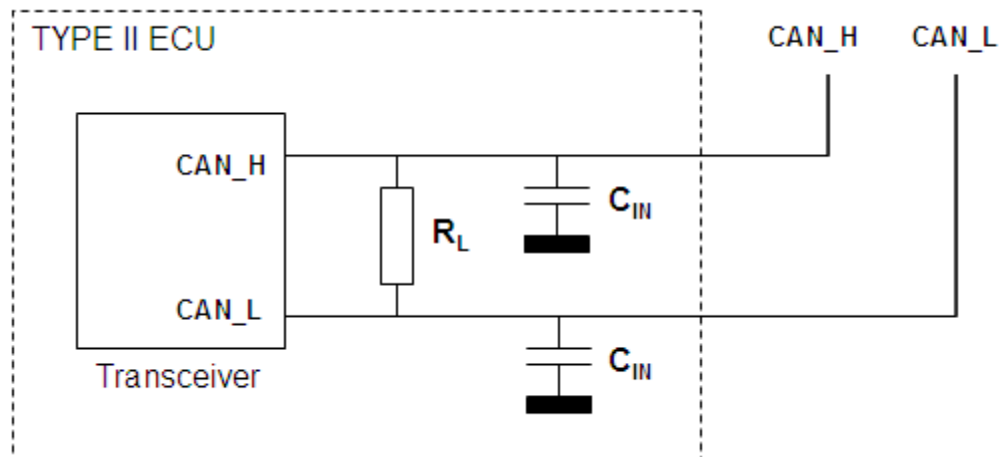 TYPE II ECU
CAN_H CAN_L
CAN_H
C_IN
R_L
CAN_L
C_IN
Transceiver